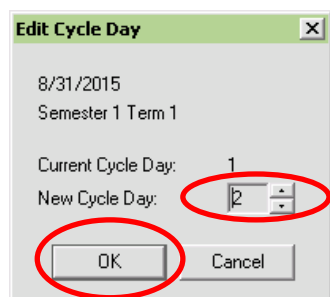 Edit Cycle Day
8/31/2015
Semester 1 Term 1
Current Cycle Day: 1
New Cycle Day: 2
OK Cancel